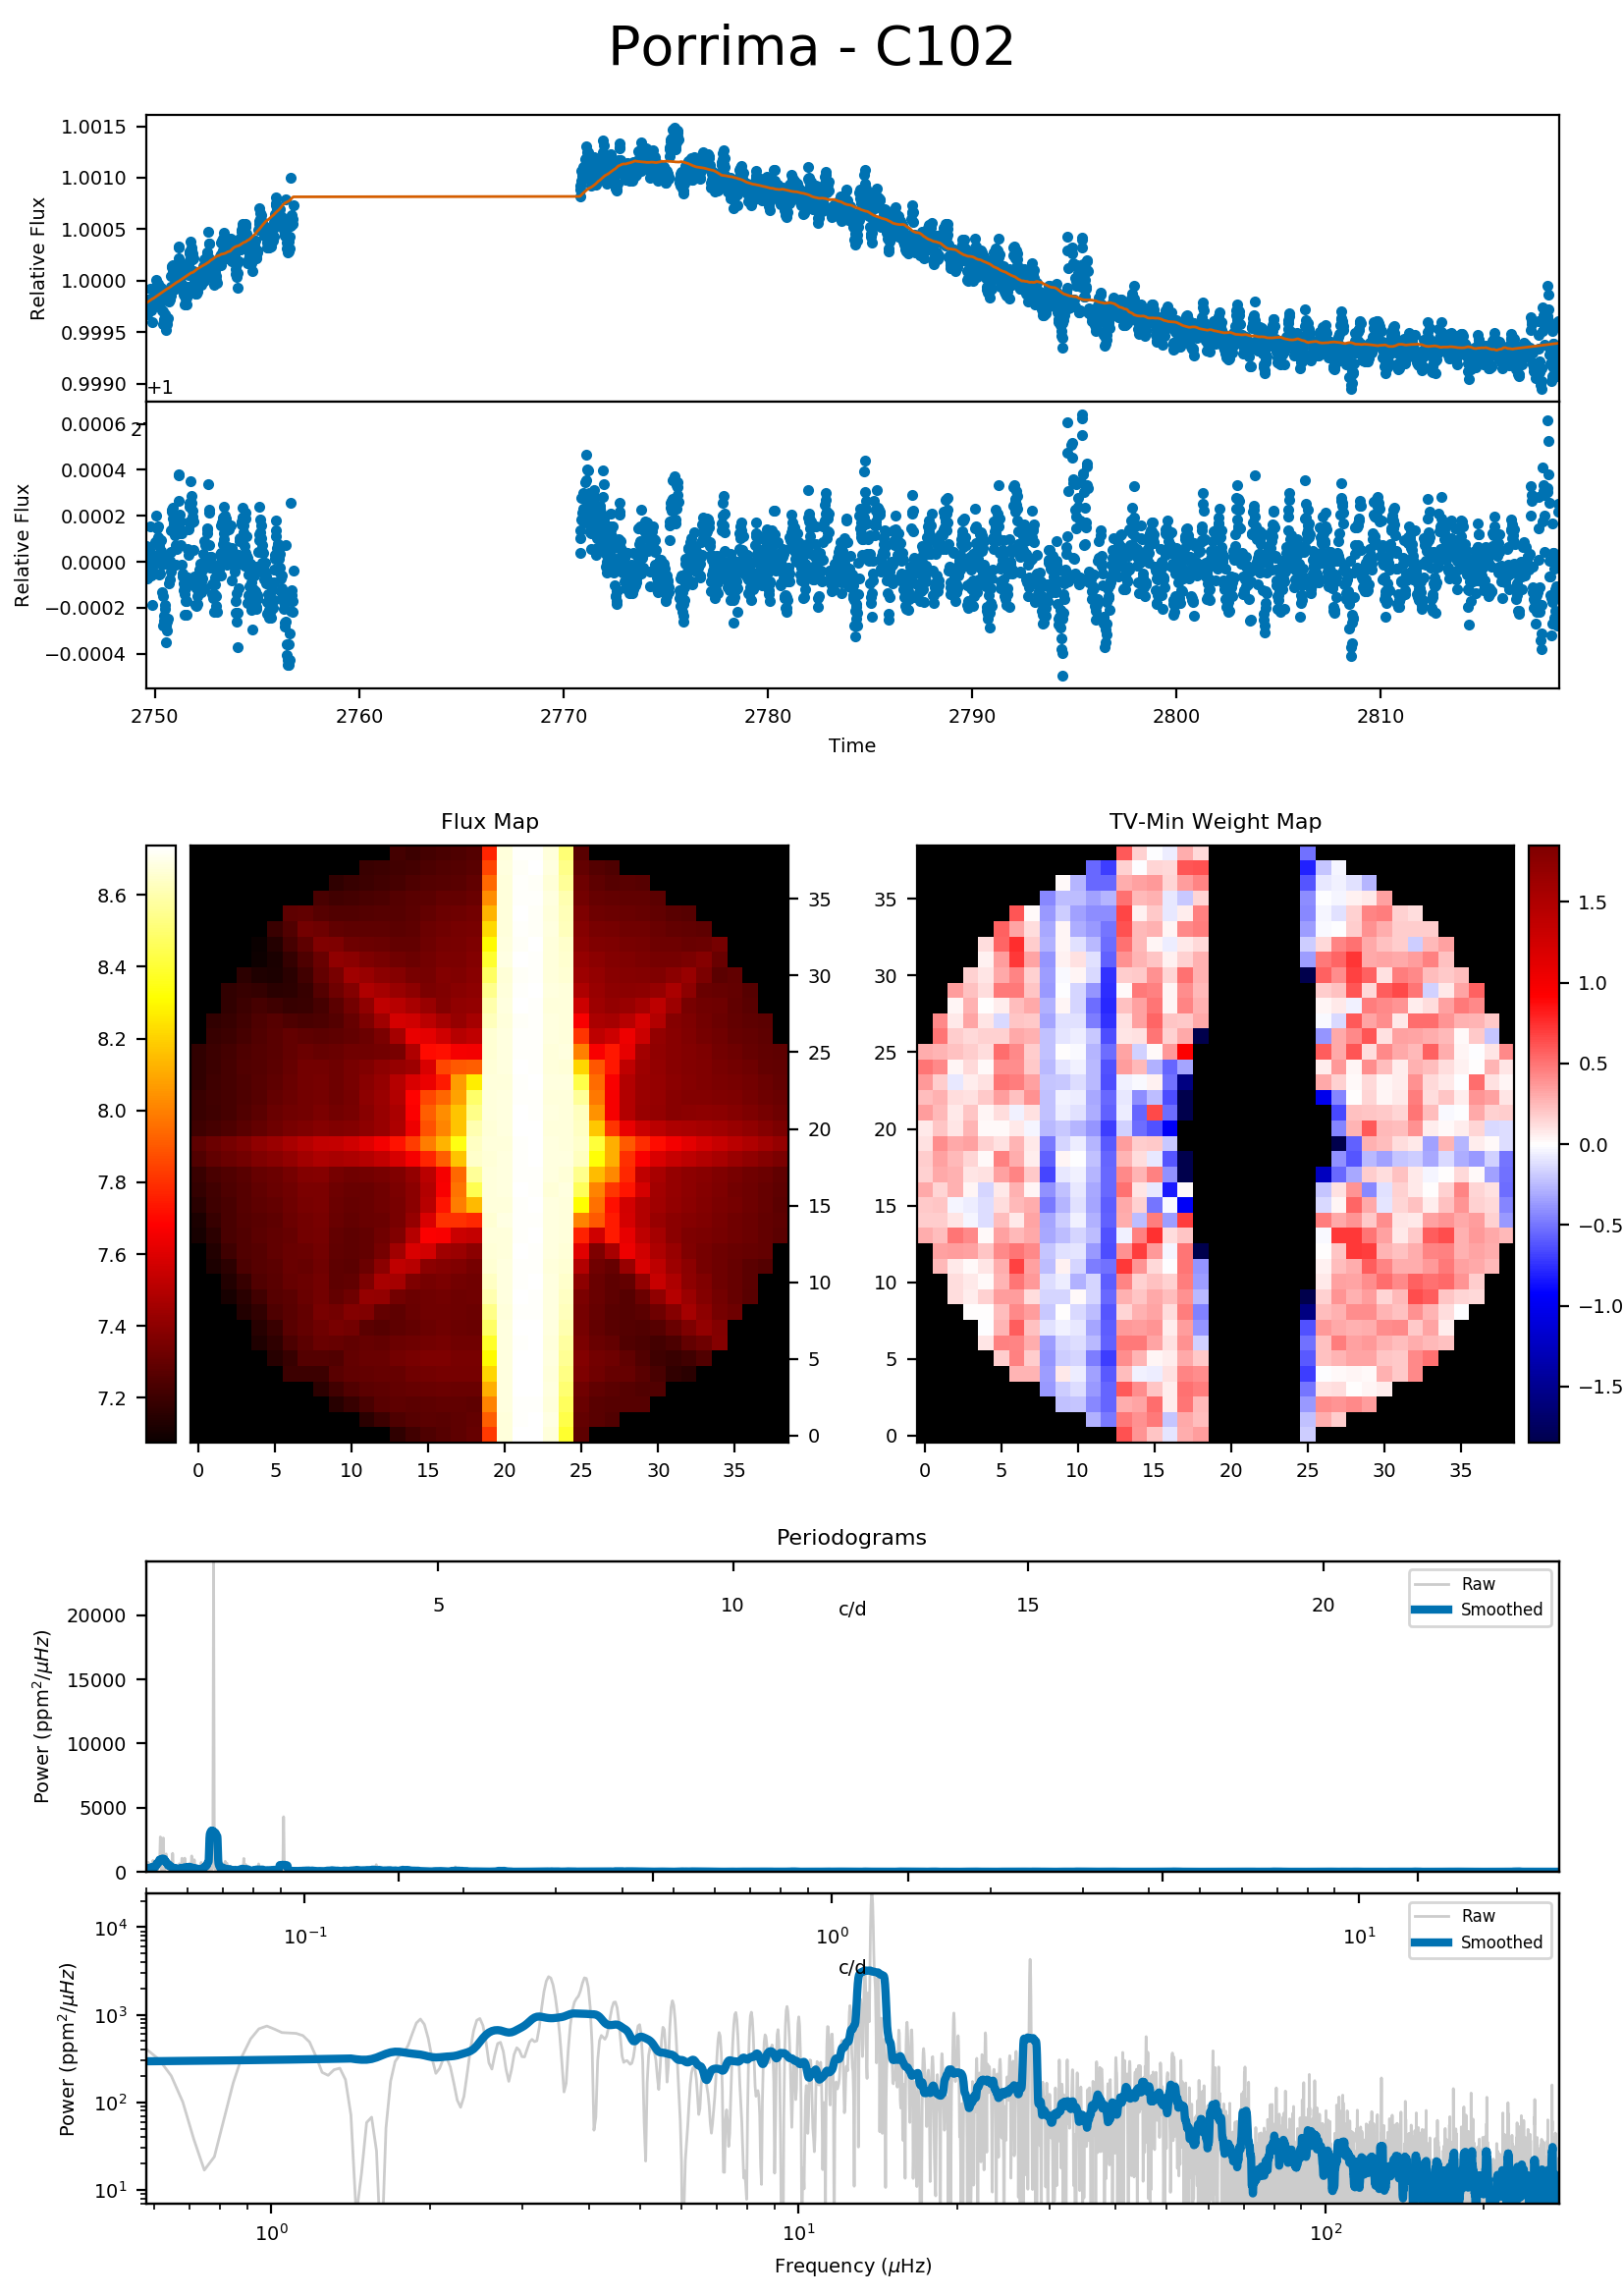 Porrima - C102
1.0015
1.0010
1.0005
1.0000
0.9995
0.9990
Relative Flux
+1
0.0006
0.0004
0.0002
0.0000
−0.0002
−0.0004
Relative Flux
2750 2760 2770 2780 2790 2800 2810
Time
Flux Map
TV-Min Weight Map
8.6
8.4
8.2
8.0
7.8
7.6
7.4
7.2
35
30
25
20
15
10
5
0
0 5 10 15 20 25 30 35
35
30
25
20
15
10
5
0
0 5 10 15 20 25 30 35
1.5
1.0
0.5
0.0
−0.5
−1.0
−1.5
Periodograms
5 10 15 20
c/d
Raw
Smoothed
20000
15000
10000
5000
0
Power (ppm²/μHz)
10⁻¹ 10⁰ 10¹
c/d
Raw
Smoothed
10⁴
10³
10²
10¹
Power (ppm²/μHz)
10⁰ 10¹ 10²
Frequency (μHz)